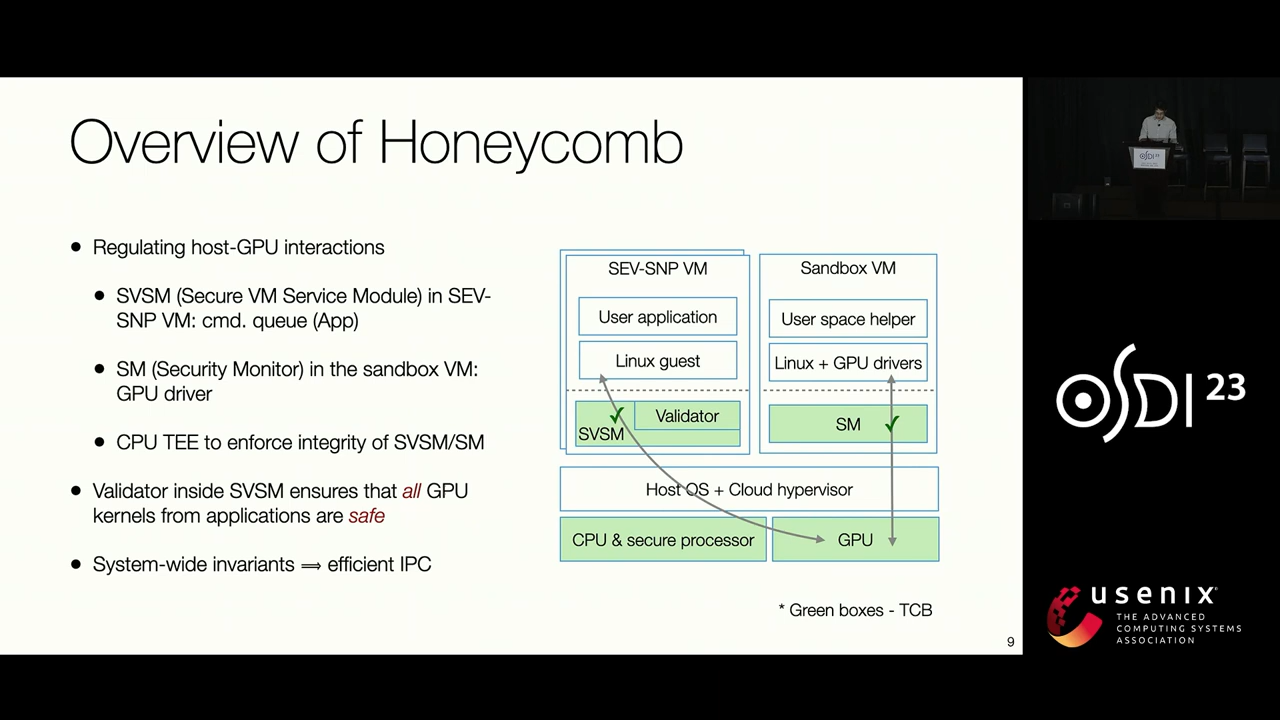 Overview of Honeycomb
● Regulating host-GPU interactions
● SVSM (Secure VM Service Module) in SEV-
SNP VM: cmd. queue (App)
● SM (Security Monitor) in the sandbox VM:
GPU driver
● CPU TEE to enforce integrity of SVSM/SM
● Validator inside SVSM ensures that all GPU
kernels from applications are safe
● System-wide invariants ⟹ efficient IPC
SEV-SNP VM
User application
Linux guest
Validator
SVSM
Sandbox VM
User space helper
Linux + GPU drivers
SM
Host OS + Cloud hypervisor
CPU & secure processor
GPU
* Green boxes - TCB
9
OSDI 23
OSDI 23
usenix
THE ADVANCED
COMPUTING SYSTEMS
ASSOCIATION